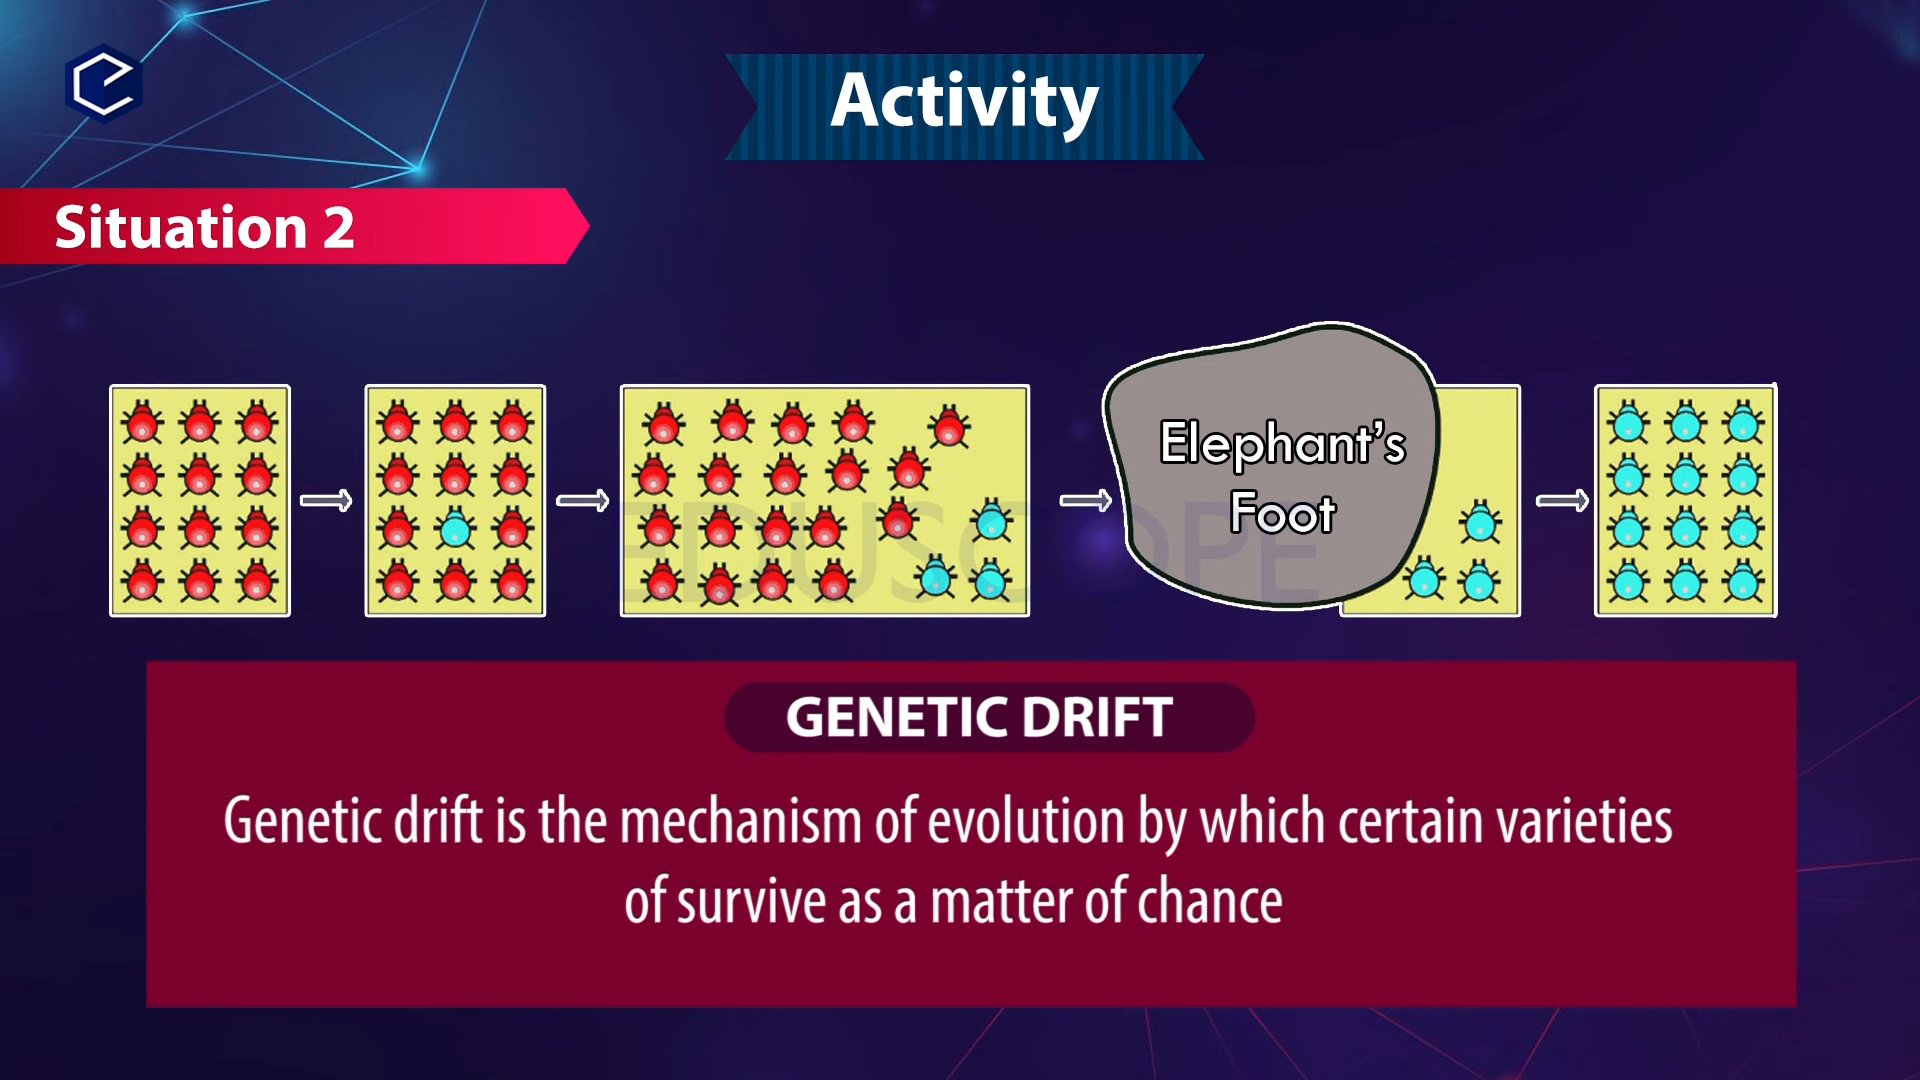 Activity
Situation 2
Elephant's
Foot
EDUSCOPE
GENETIC DRIFT
Genetic drift is the mechanism of evolution by which certain varieties
of survive as a matter of chance